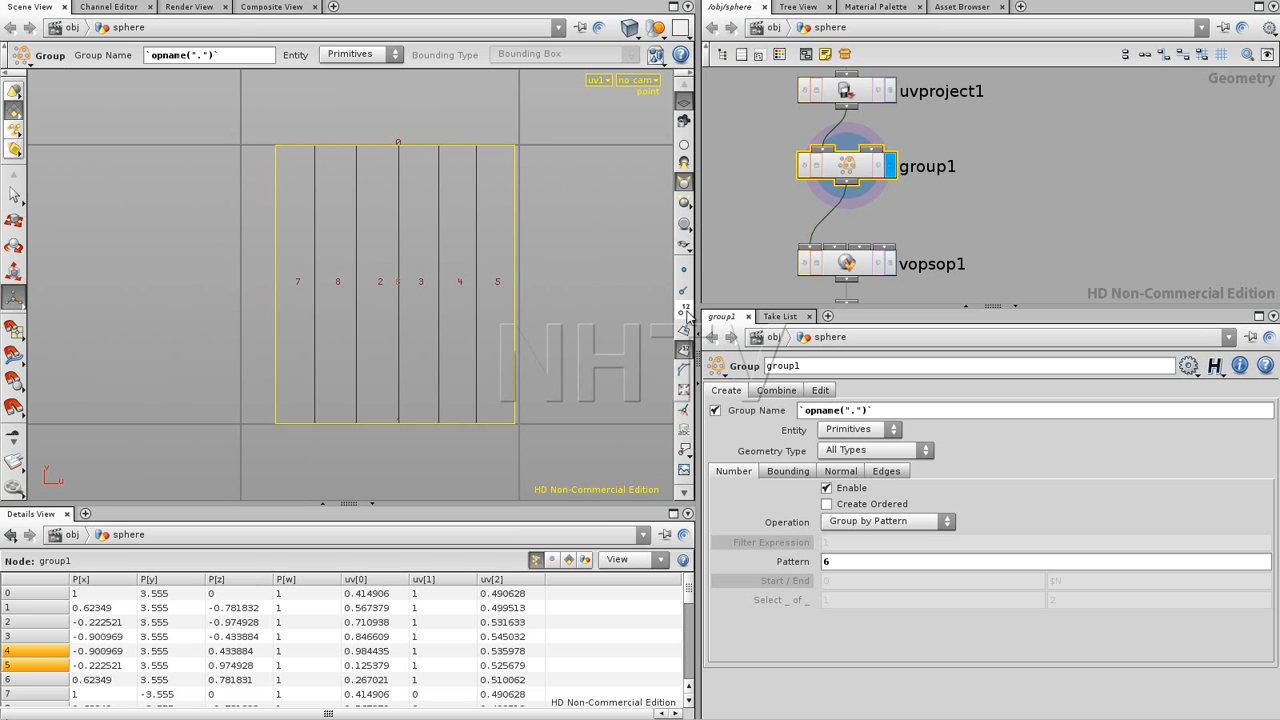 Scene View
Channel Editor
Render View
Composite View
obj
sphere
Group
Group Name
`opname(".")`
Entity
Primitives
Bounding Type
Bounding Box
uv1
no cam
point
0
7
8
2
3
4
5
12
HD Non-Commercial Edition
Details View
obj
sphere
Node: group1
View
P[x] P[y] P[z] P[w] uv[0] uv[1] uv[2]
0 1 3.555 0 1 0.414906 1 0.490628
1 0.62349 3.555 -0.781832 1 0.567379 1 0.499513
2 -0.222521 3.555 -0.974928 1 0.710938 1 0.531633
3 -0.900969 3.555 -0.433884 1 0.846609 1 0.545032
4 -0.900969 3.555 0.433884 1 0.984435 1 0.535978
5 -0.222521 3.555 0.974928 1 0.125379 1 0.525679
6 0.62349 3.555 0.781831 1 0.267021 1 0.510062
7 1 -3.555 0 1 0.414906 0 0.490628
HD Non-Commercial Edition
/obj/sphere
Tree View
Material Palette
Asset Browser
obj
sphere
Geometry
uvproject1
group1
vopsop1
HD Non-Commercial Edition
group1
Take List
obj
sphere
Group
group1
Create
Combine
Edit
Group Name
`opname(".")`
Entity
Primitives
Geometry Type
All Types
Number
Bounding
Normal
Edges
Enable
Create Ordered
Operation
Group by Pattern
Filter Expression
1
Pattern
6
Start / End
0
$N
Select _ of _
1
2
NHTV